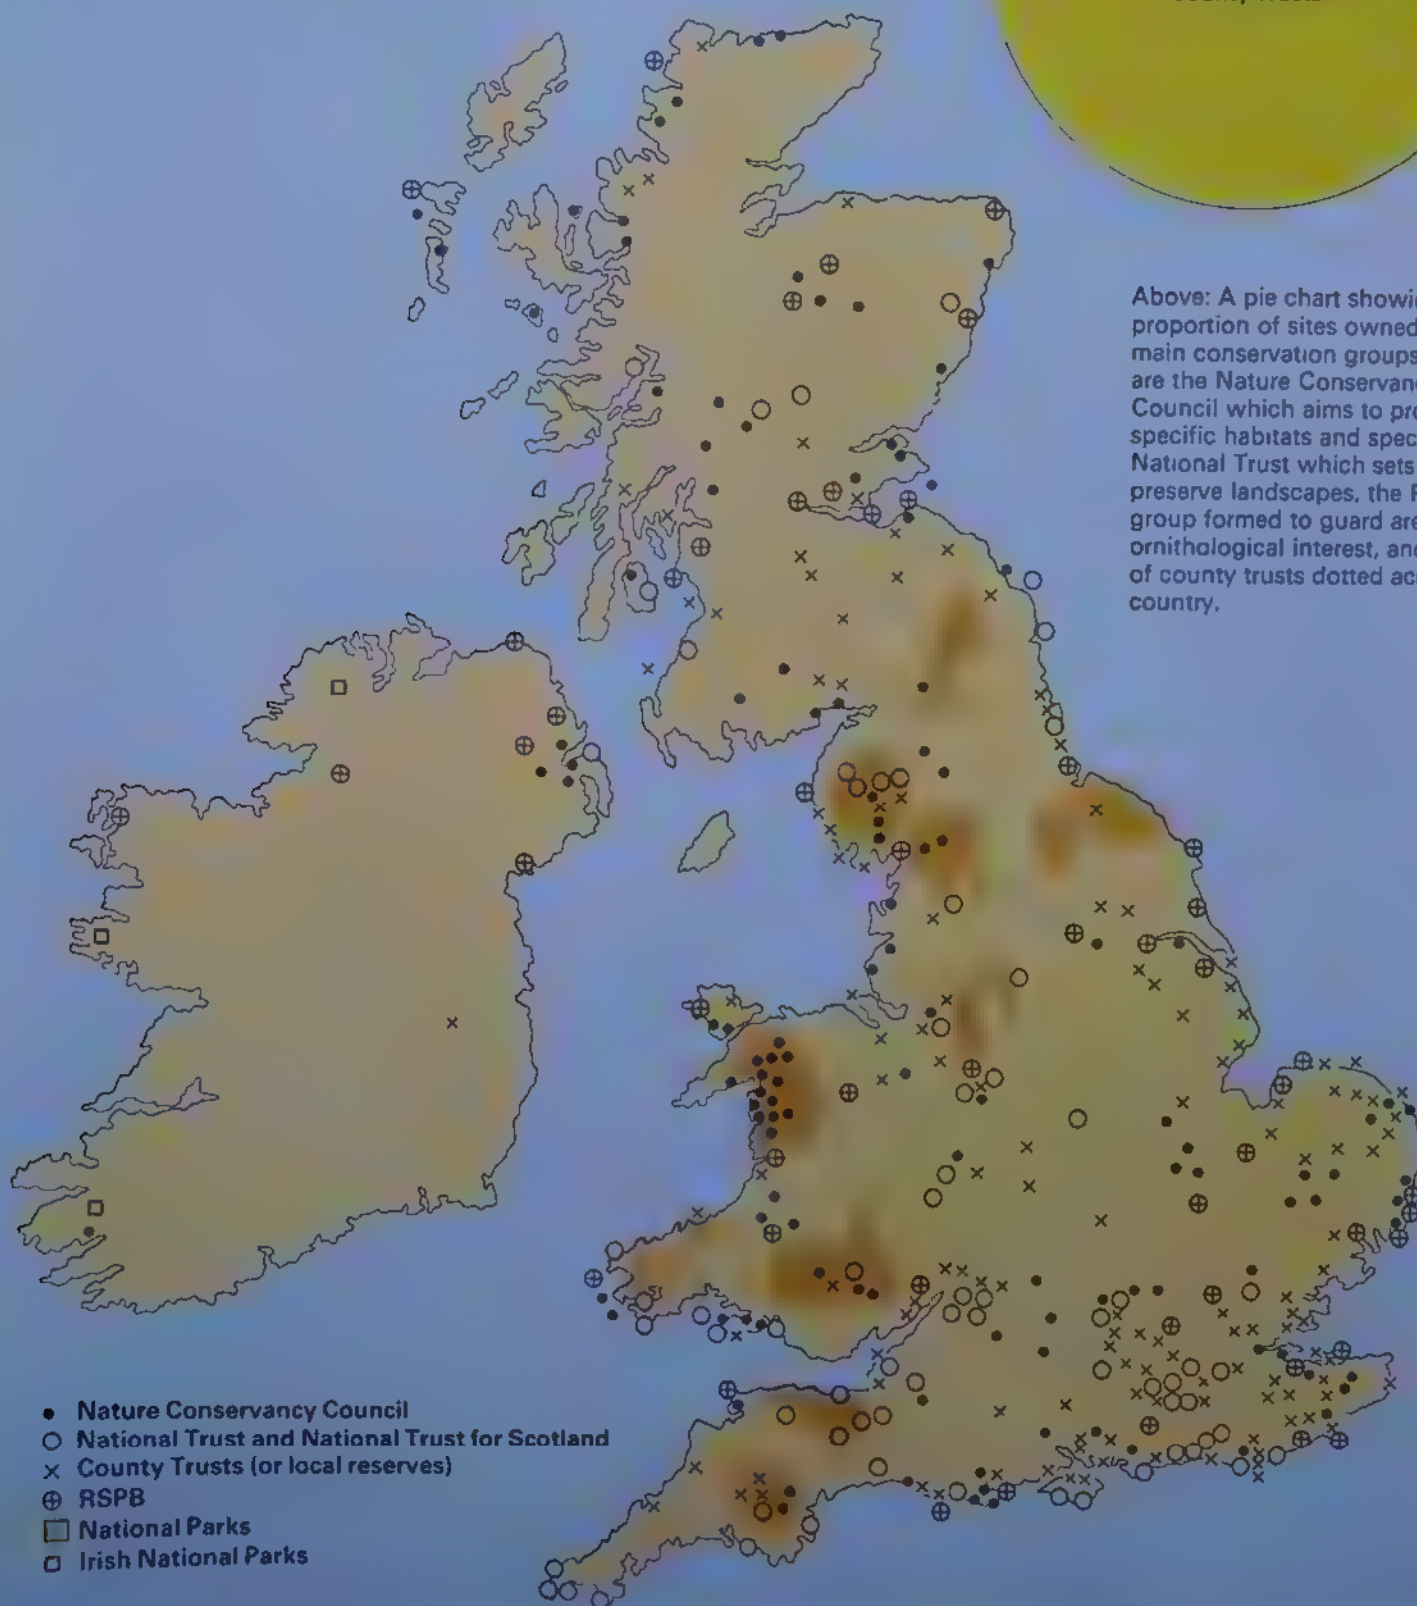 Above: A pie chart showi
proportion of sites owned
main conservation groups
are the Nature Conservan
Council which aims to pr
specific habitats and spec
National Trust which sets
preserve landscapes, the
group formed to guard are
ornithological interest, an
of county trusts dotted ac
country.
Nature Conservancy Council
National Trust and National Trust for Scotland
County Trusts (or local reserves)
RSPB
National Parks
Irish National Parks